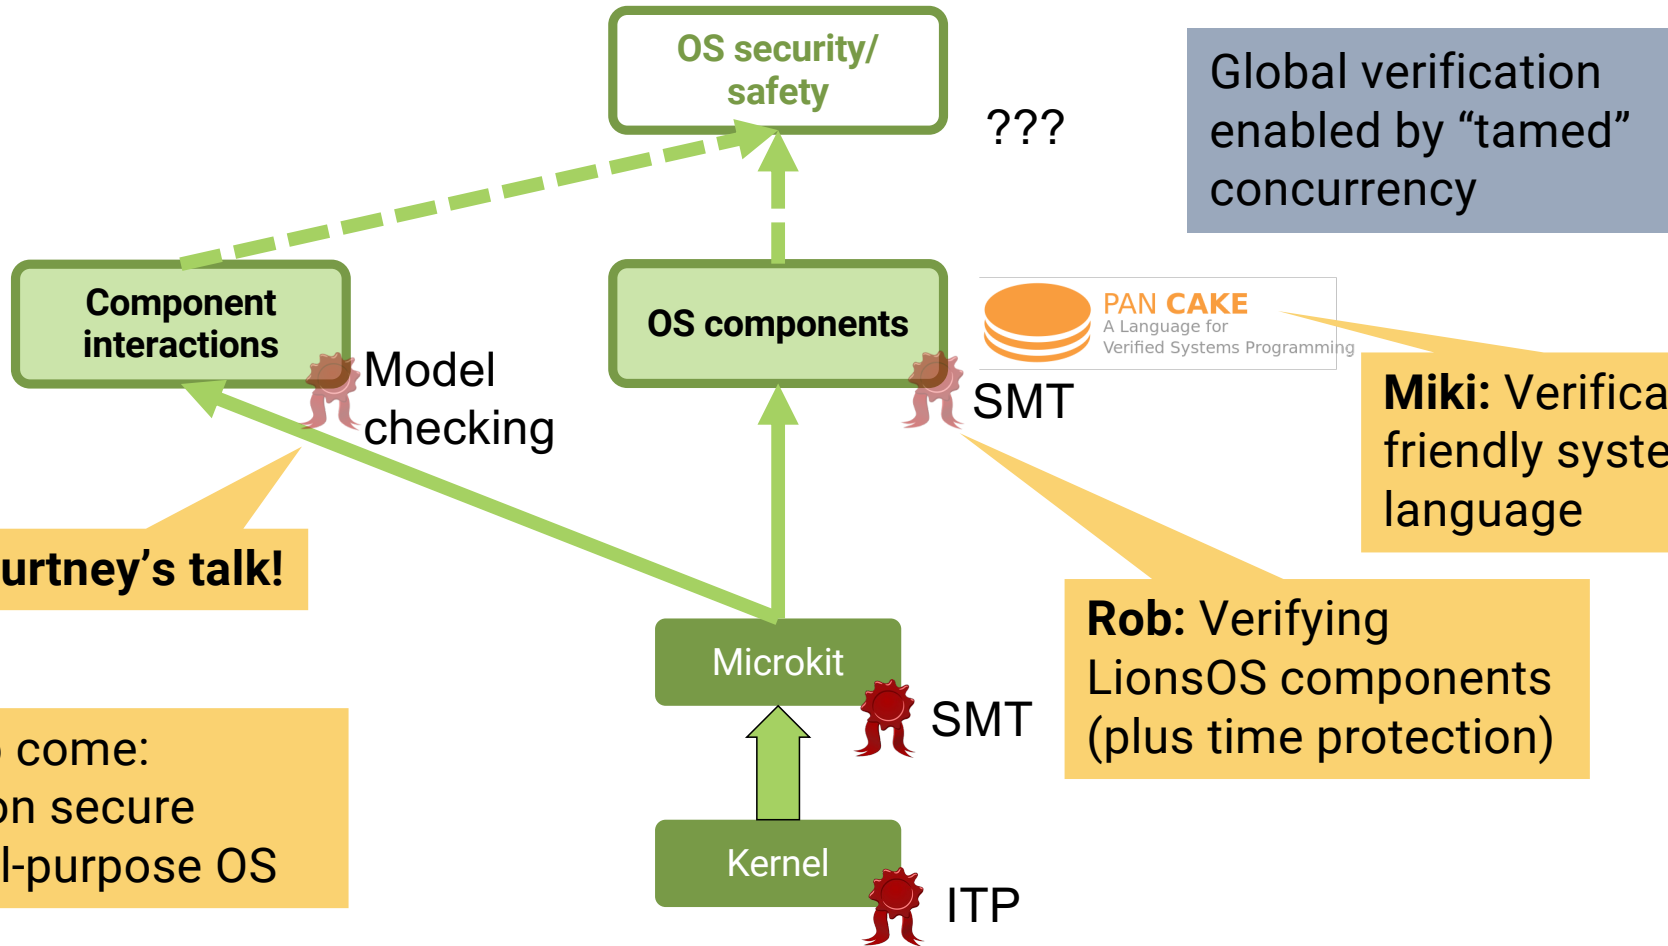 OS security/
safety
???
Global verification
enabled by “tamed”
concurrency
Component
interactions
Model
checking
OS components
SMT
PAN CAKE
A Language for
Verified Systems Programming
Miki: Verifica
friendly syste
language
urtney’s talk!
Rob: Verifying
LionsOS components
(plus time protection)
Microkit
SMT
come:
on secure
l-purpose OS
Kernel
ITP